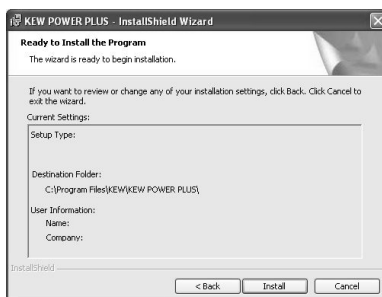 KEW POWER PLUS - InstallShield Wizard
Ready to Install the Program
The wizard is ready to begin installation.
If you want to review or change any of your installation settings, click Back. Click Cancel to
exit the wizard.
Current Settings:
Setup Type:
Destination Folder:
C:\Program Files\KEW\KEW POWER PLUS\
User Information:
Name:
Company:
InstallShield
< Back
Install
Cancel